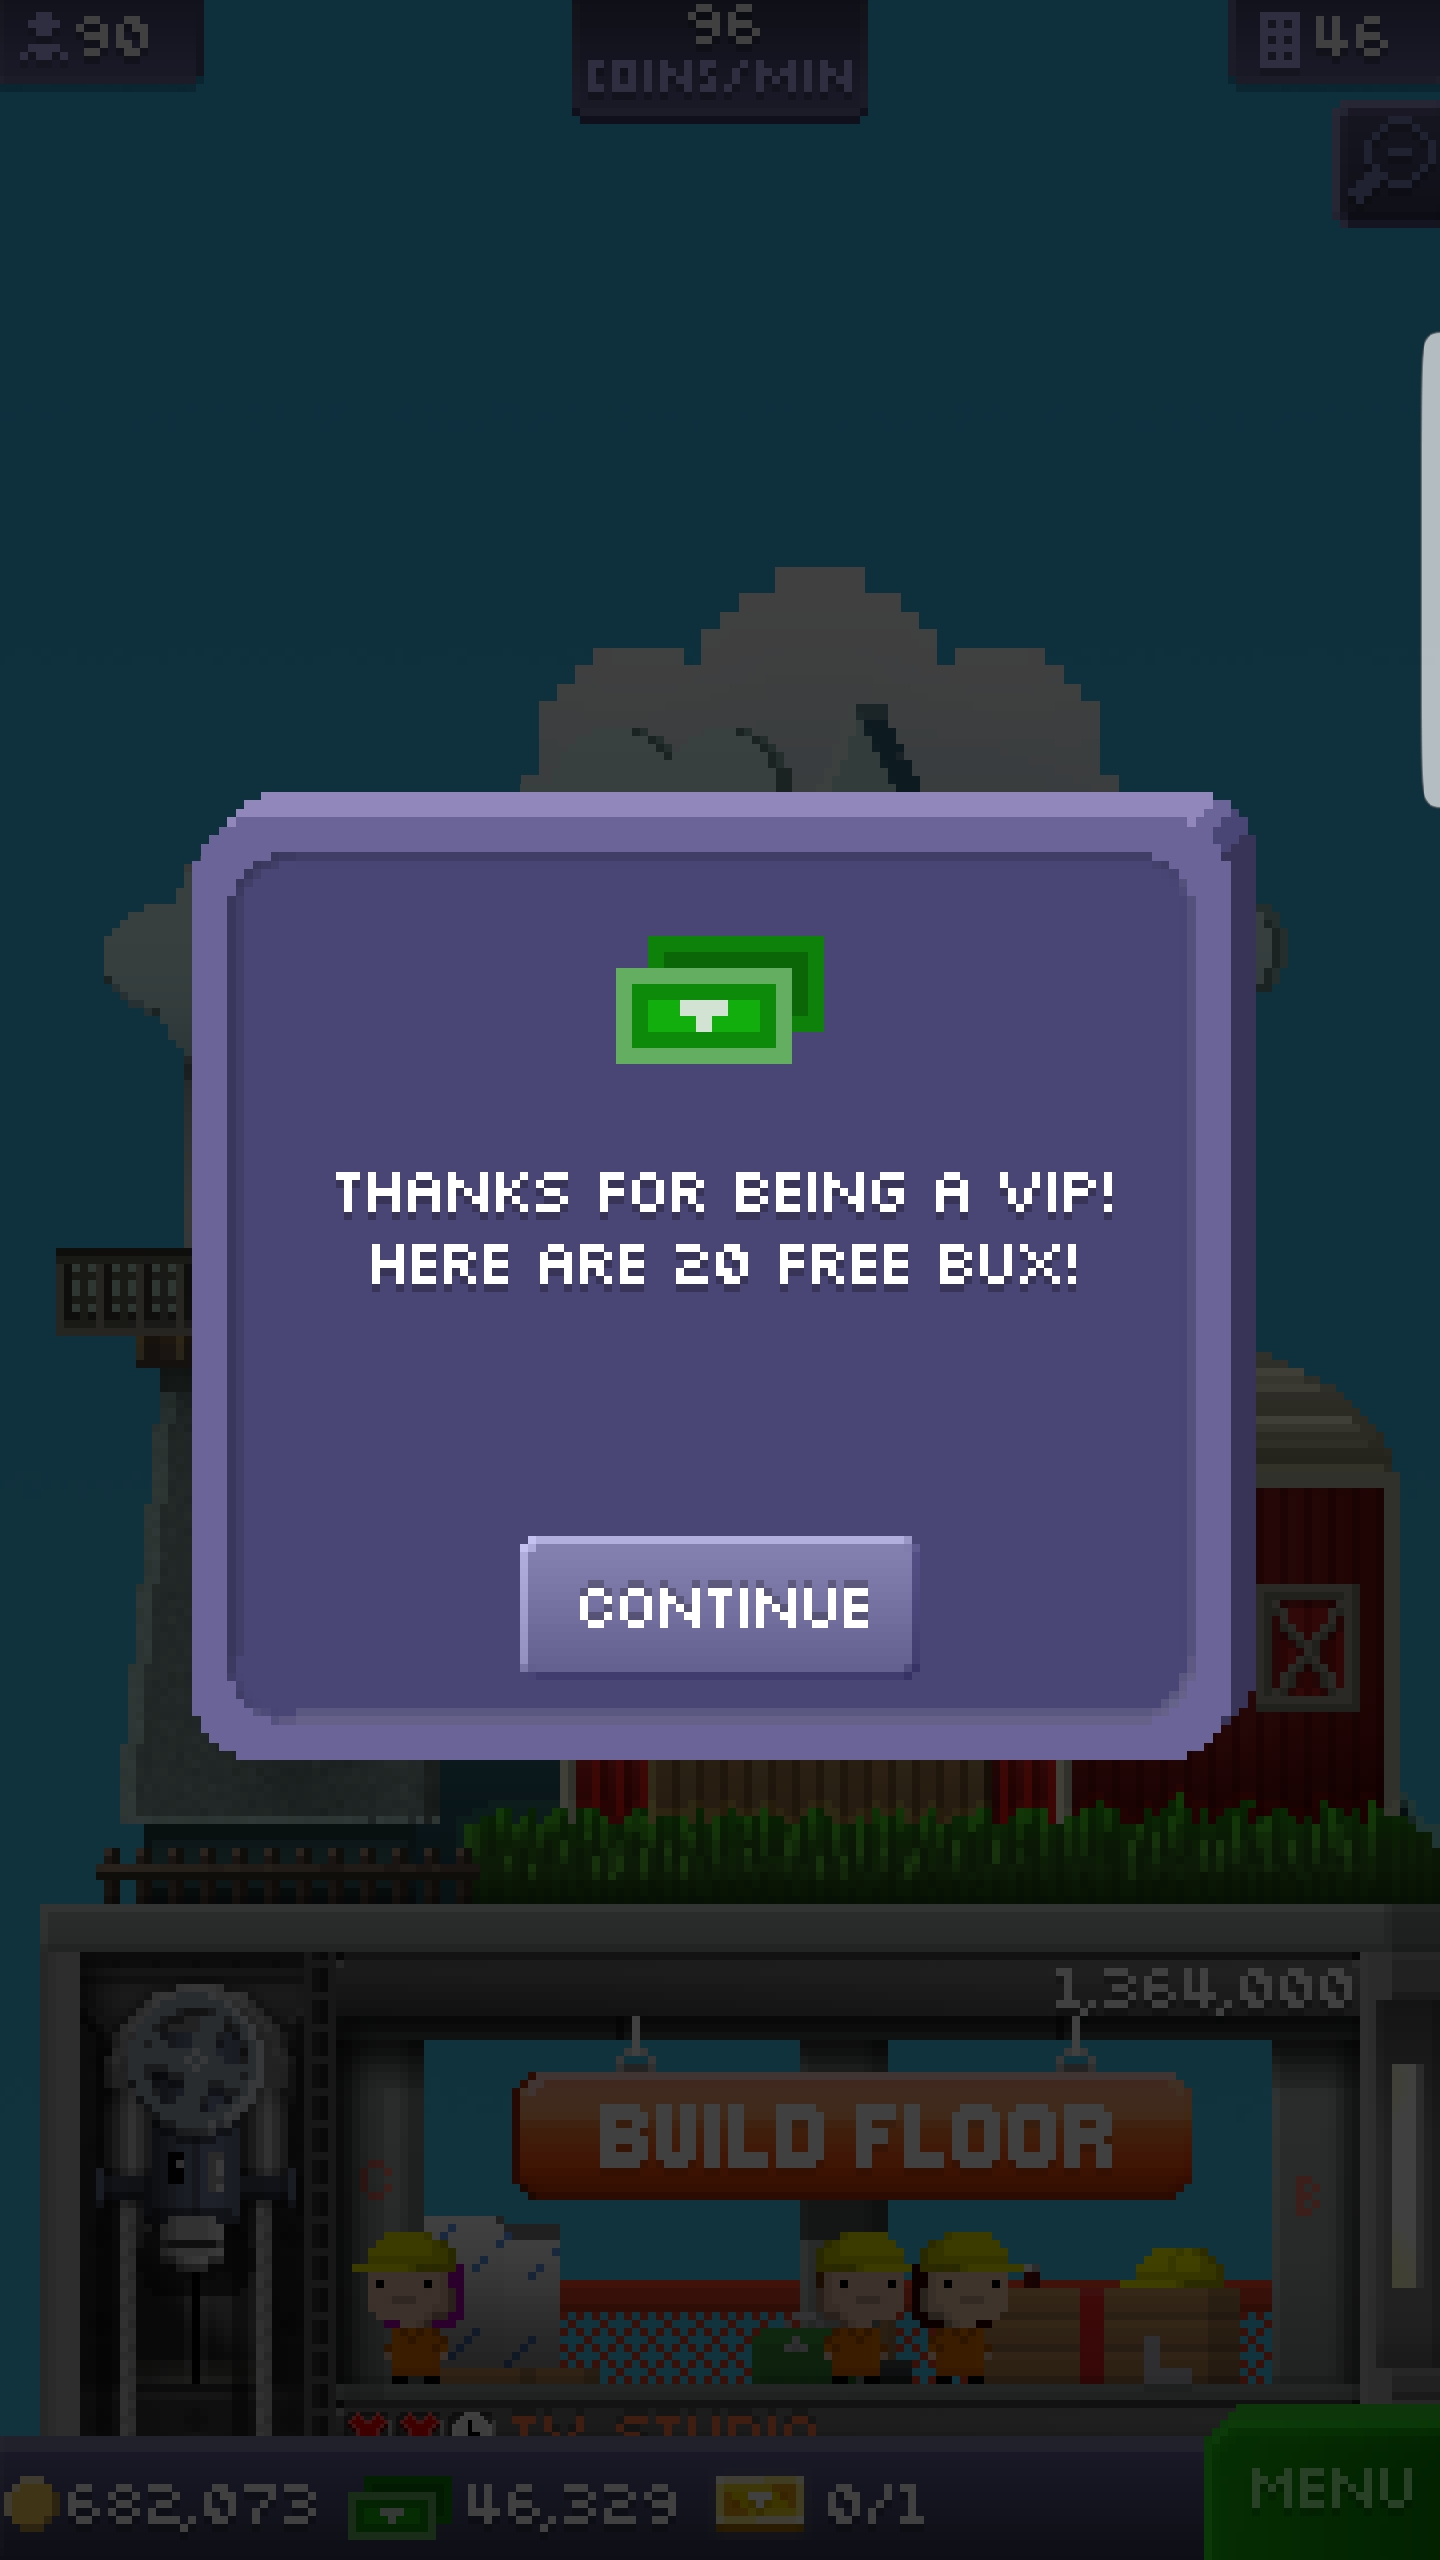 90
96
COINS/MIN
46
THANKS FOR BEING A VIP!
HERE ARE 20 FREE BUX!
CONTINUE
1,364,000
BUILD FLOOR
C
B
TV STUDIO
682,073
46,329
0/1
MENU